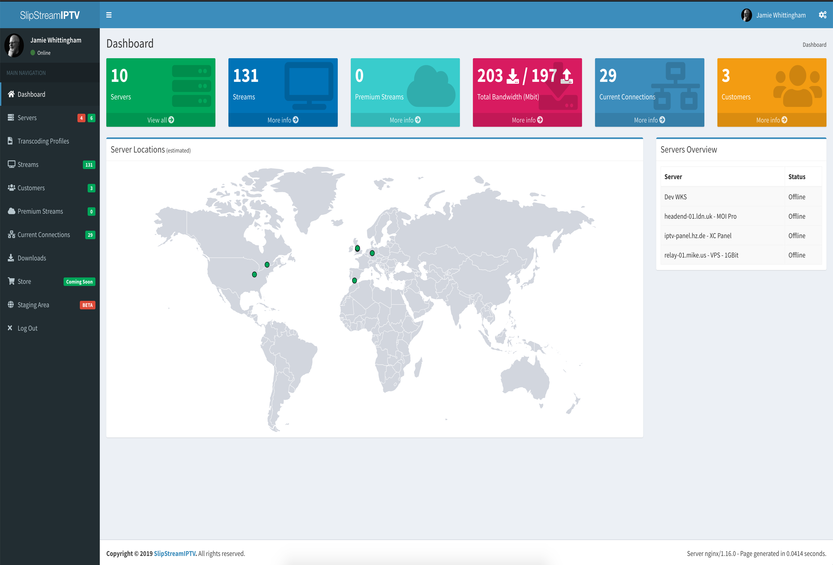 SlipStreamIPTV
Jamie Whittingham
Jamie Whittingham
Online
MAIN NAVIGATION
Dashboard
Servers 4 6
Transcoding Profiles
Streams 131
Customers 3
Premium Streams 0
Current Connections 29
Downloads
Store Coming Soon
Staging Area BETA
Log Out
Dashboard
Dashboard
10
Servers
View all
131
Streams
More info
0
Premium Streams
More info
203 / 197
Total Bandwidth (Mbit)
More info
29
Current Connections
More info
3
Customers
More info
Server Locations (estimated)
Servers Overview
Server Status
Dev WKS Offline
headend-01.ldn.uk - MOI Pro Offline
iptv-panel.hz.de - XC Panel Offline
relay-01.mike.us - VPS - 1GBit Offline
Copyright © 2019 SlipStreamIPTV. All rights reserved.
Server nginx/1.16.0 - Page generated in 0.0414 seconds.